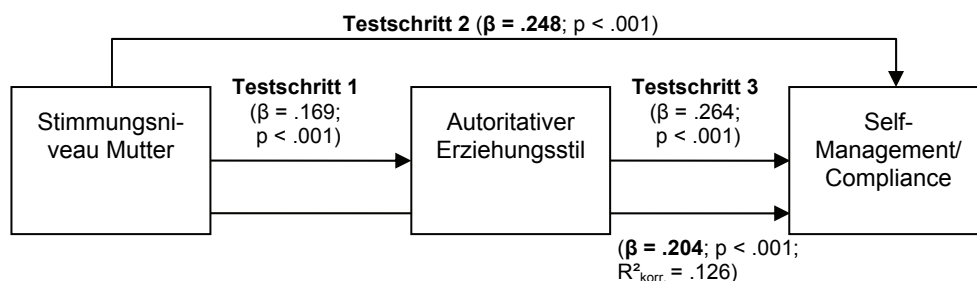 Testschritt 2 (β = .248; p < .001)
Testschritt 1
(β = .169;
p < .001)
Testschritt 3
(β = .264;
p < .001)
Stimmungsni-
veau Mutter
Autoritativer
Erziehungsstil
Self-
Management/
Compliance
(β = .204; p < .001;
R²korr. = .126)